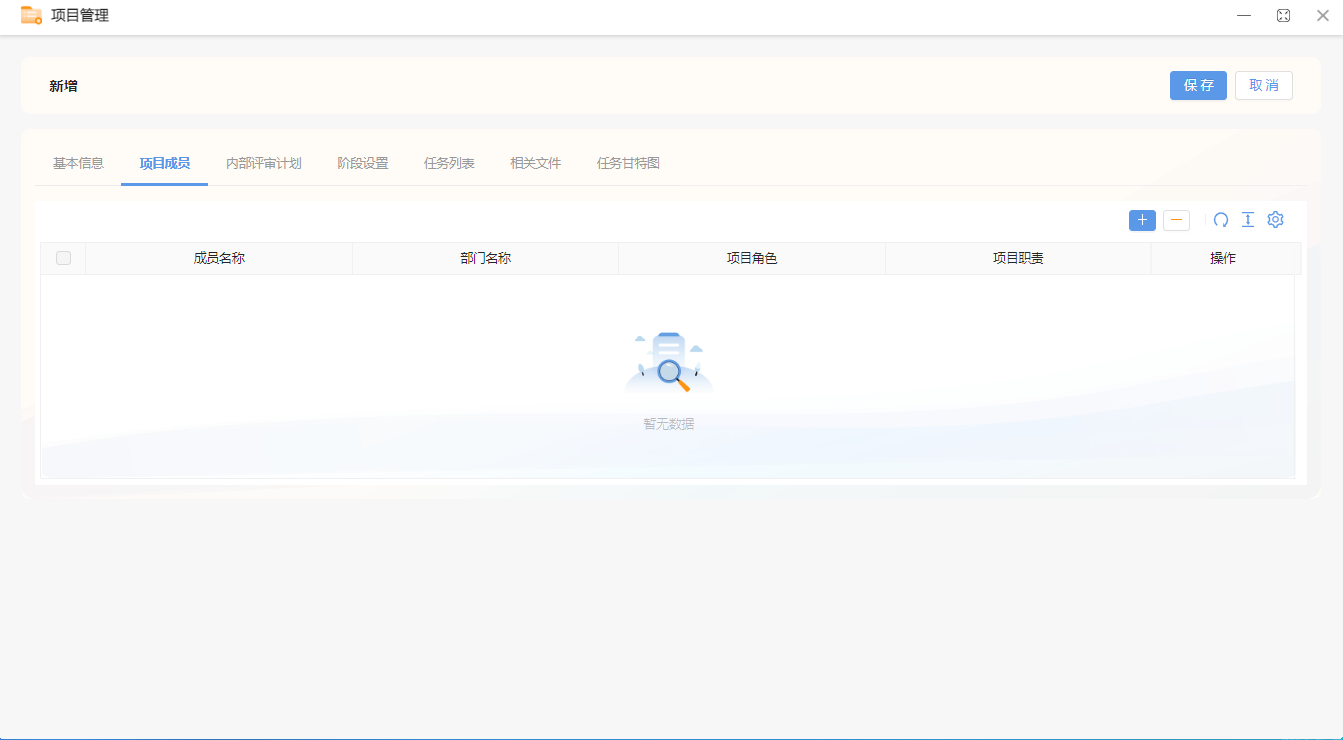 项目管理
新增
保存 取消
基本信息 项目成员 内部评审计划 阶段设置 任务列表 相关文件 任务甘特图
成员名称 部门名称 项目角色 项目职责 操作
暂无数据